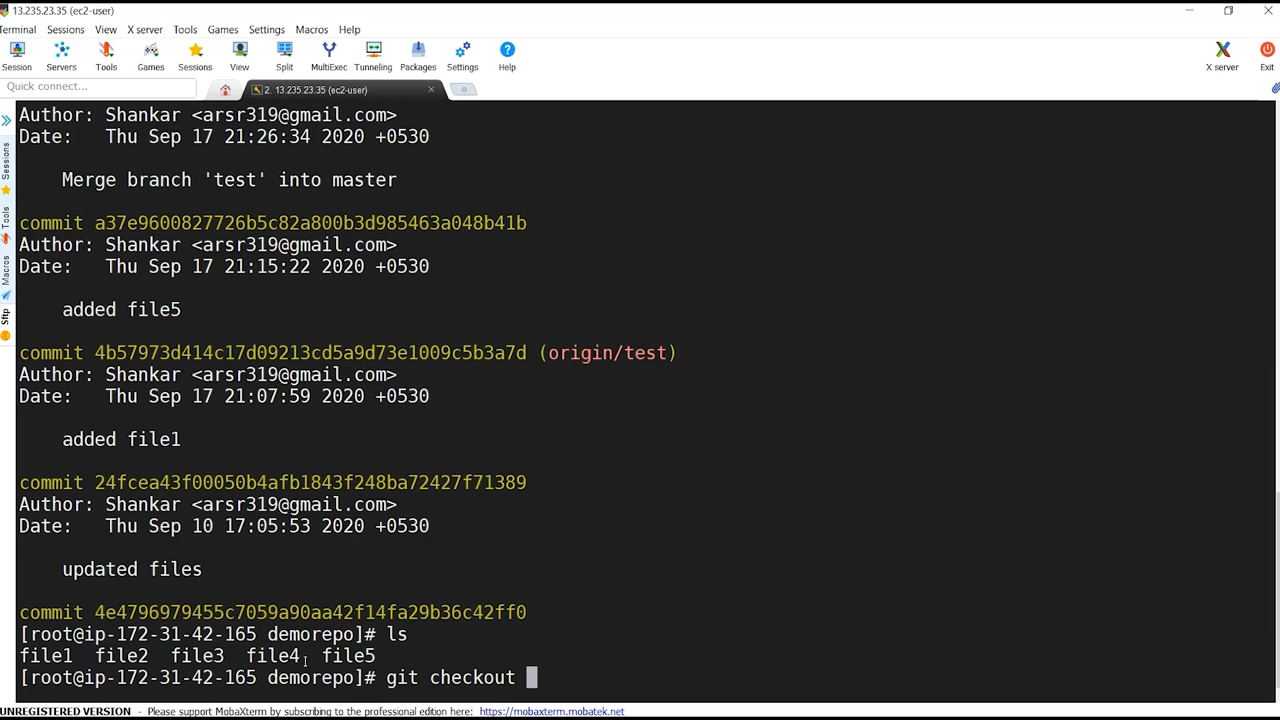 13.235.23.35 (ec2-user)
Terminal Sessions View X server Tools Games Settings Macros Help
Session Servers Tools Games Sessions View Split MultiExec Tunneling Packages Settings Help X server Exit
Quick connect...
2. 13.235.23.35 (ec2-user)
Sessions
Tools
Macros
Sftp
Author: Shankar <arsr319@gmail.com>
Date: Thu Sep 17 21:26:34 2020 +0530
Merge branch 'test' into master
commit a37e9600827726b5c82a800b3d985463a048b41b
Author: Shankar <arsr319@gmail.com>
Date: Thu Sep 17 21:15:22 2020 +0530
added file5
commit 4b57973d414c17d09213cd5a9d73e1009c5b3a7d (origin/test)
Author: Shankar <arsr319@gmail.com>
Date: Thu Sep 17 21:07:59 2020 +0530
added file1
commit 24fcea43f00050b4afb1843f248ba72427f71389
Author: Shankar <arsr319@gmail.com>
Date: Thu Sep 10 17:05:53 2020 +0530
updated files
commit 4e4796979455c7059a90aa42f14fa29b36c42ff0
[root@ip-172-31-42-165 demorepo]# ls
file1 file2 file3 file4 file5
[root@ip-172-31-42-165 demorepo]# git checkout
UNREGISTERED VERSION - Please support MobaXterm by subscribing to the professional edition here: https://mobaxterm.mobatek.net